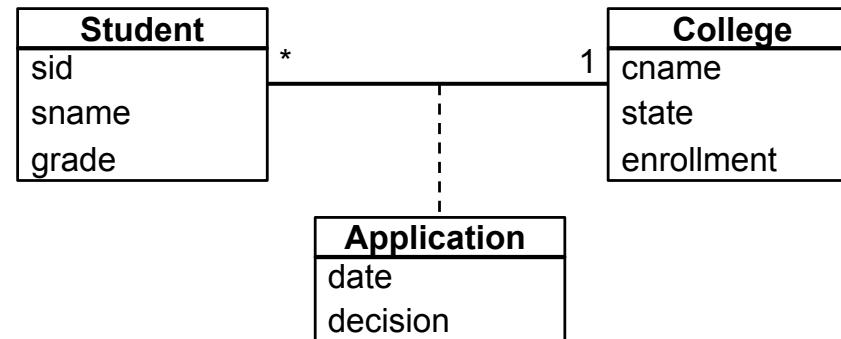 Student
sid
sname
grade
*
1
College
cname
state
enrollment
Application
date
decision